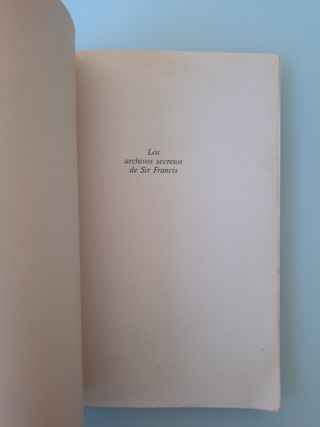 Los
archivos secretos
de Sir Francis